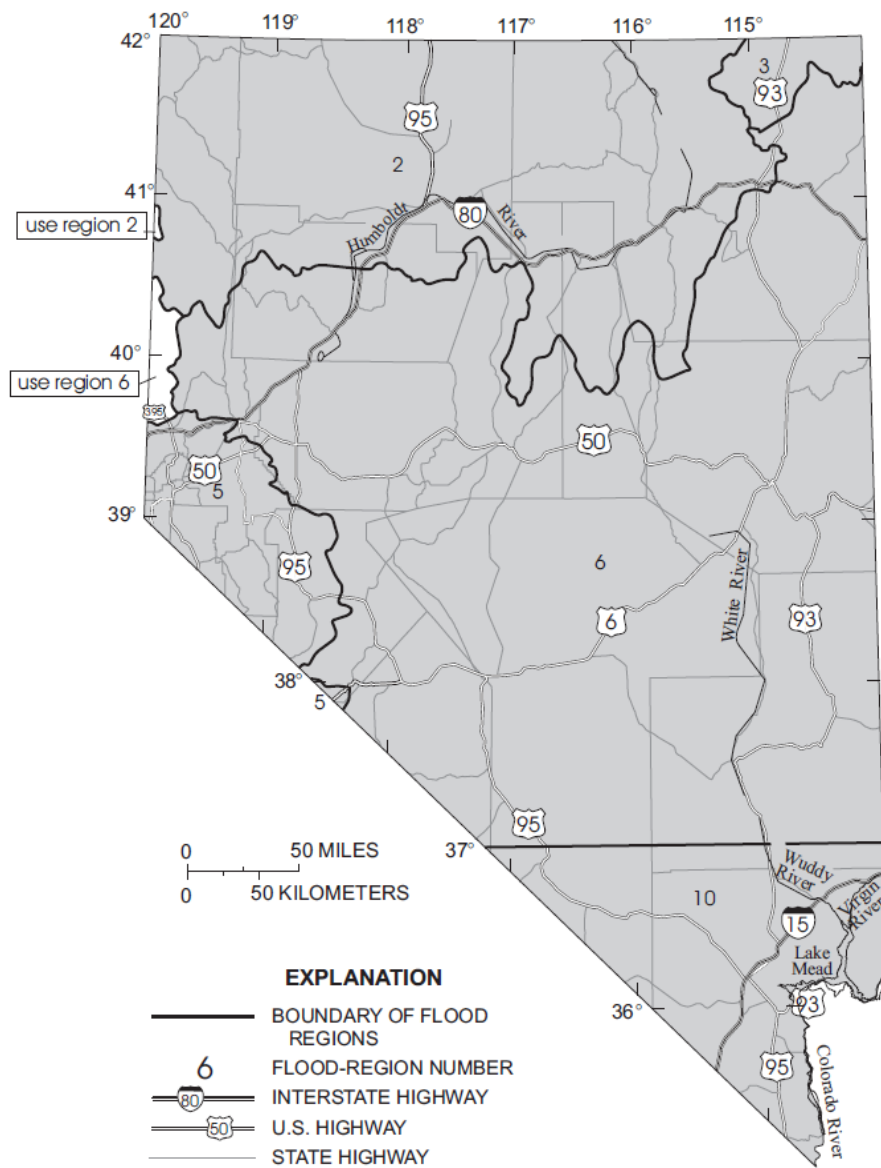 120°
119°
118°
117°
116°
115°
42°
3
93
95
2
41°
use region 2
80
Humboldt
River
40°
use region 6
395
50
50
5
39°
95
6
White River
6
93
38°
5
95
0 50 MILES
0 50 KILOMETERS
37°
Wuddy
River
Virgin
River
10
15
Lake
Mead
36°
93
95
Colorado River
EXPLANATION
BOUNDARY OF FLOOD
REGIONS
6 FLOOD-REGION NUMBER
80 INTERSTATE HIGHWAY
50 U.S. HIGHWAY
STATE HIGHWAY